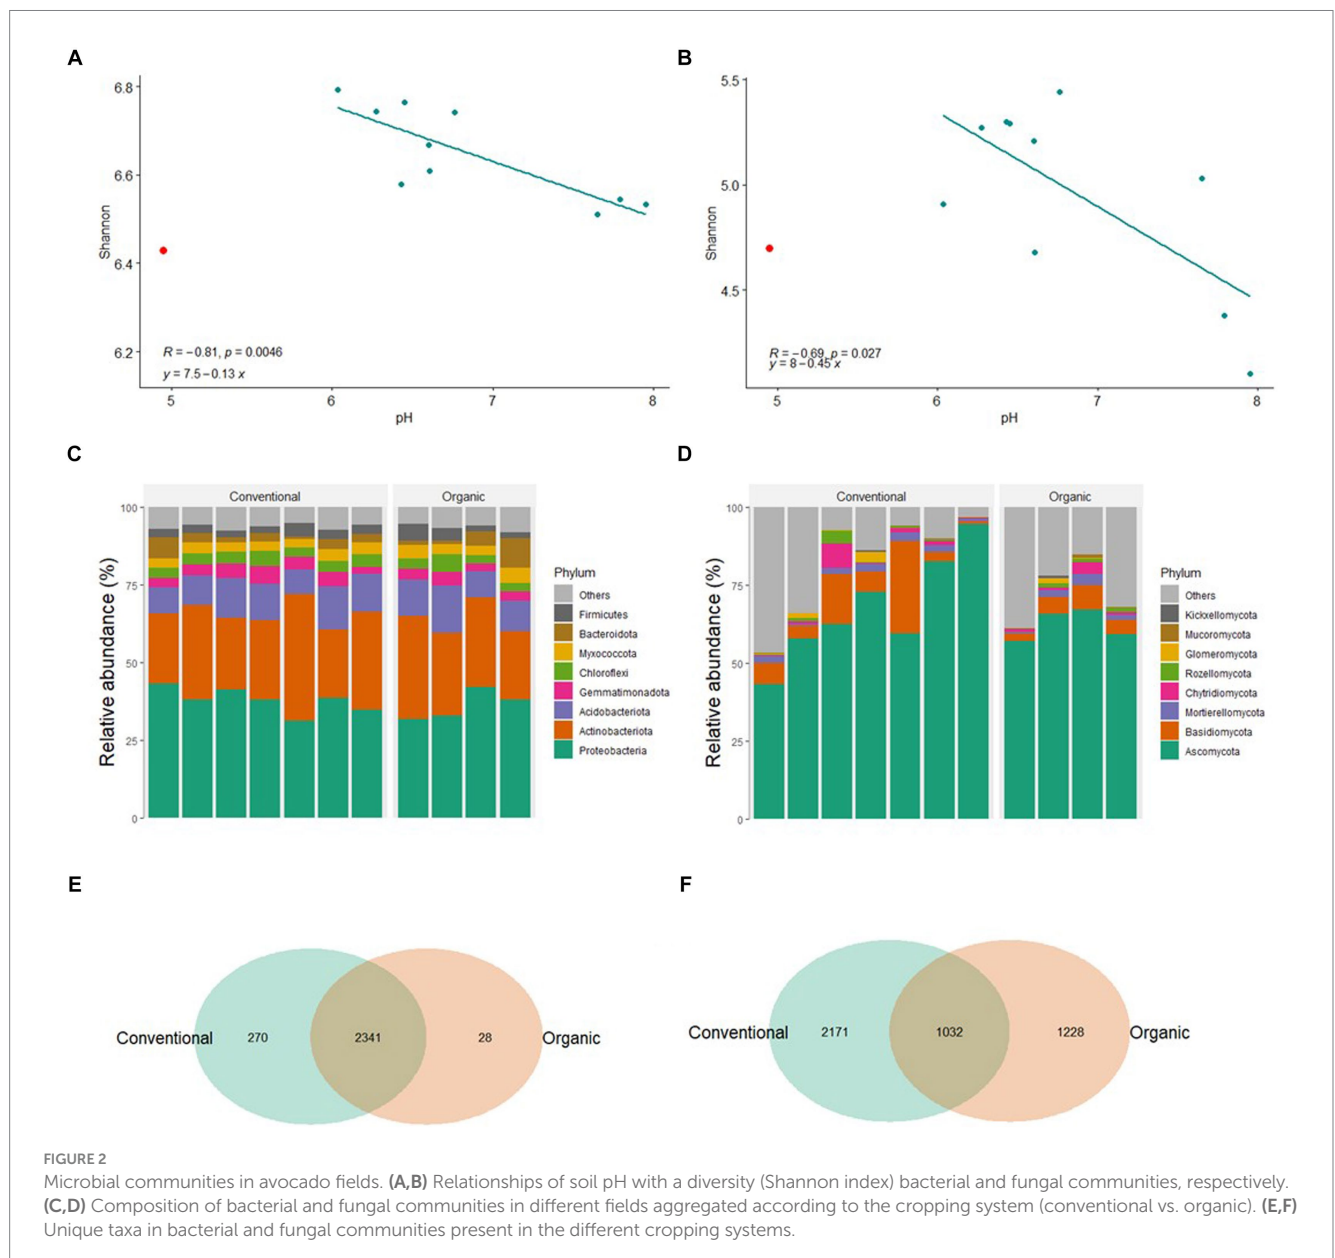 A
B
6.8
6.6
6.4
6.2
Shannon
R = −0.81, p = 0.0046
y = 7.5 − 0.13 x
5
6
7
8
pH
5.5
5.0
4.5
Shannon
R = −0.69, p = 0.027
y = 8 − 0.45 x
5
6
7
8
pH
C
D
Conventional
Organic
100
75
50
25
0
Relative abundance (%)
Phylum
Others
Firmicutes
Bacteroidota
Myxococcota
Chloroflexi
Gemmatimonadota
Acidobacteriota
Actinobacteriota
Proteobacteria
Conventional
Organic
100
75
50
25
0
Relative abundance (%)
Phylum
Others
Kickxellomycota
Mucoromycota
Glomeromycota
Rozellomycota
Chytridiomycota
Mortierellomycota
Basidiomycota
Ascomycota
E
F
Conventional
270
2341
28
Organic
Conventional
2171
1032
1228
Organic
FIGURE 2
Microbial communities in avocado fields. (A,B) Relationships of soil pH with a diversity (Shannon index) bacterial and fungal communities, respectively.
(C,D) Composition of bacterial and fungal communities in different fields aggregated according to the cropping system (conventional vs. organic). (E,F)
Unique taxa in bacterial and fungal communities present in the different cropping systems.